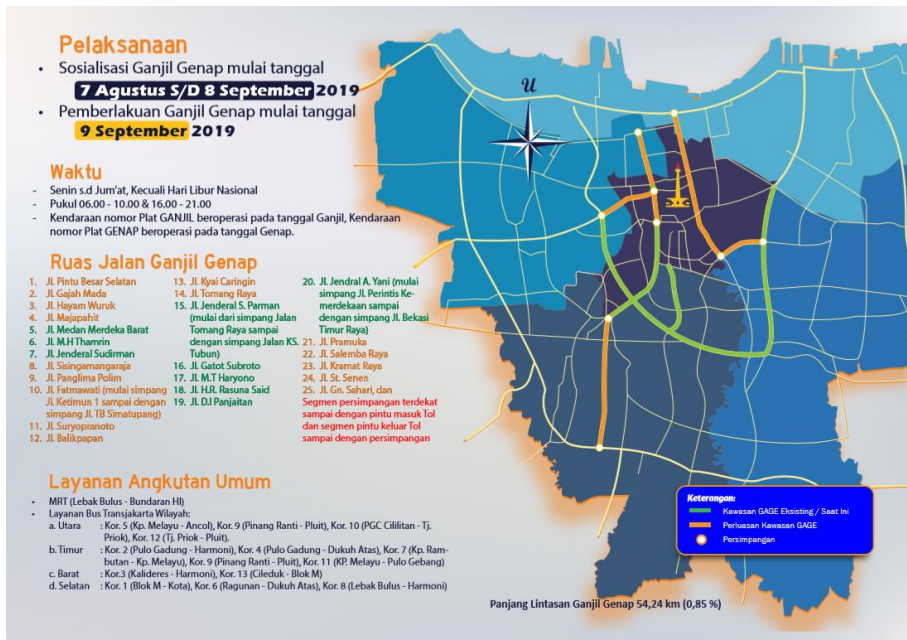 Pelaksanaan
• Sosialisasi Ganjil Genap mulai tanggal
7 Agustus S/D 8 September 2019
• Pemberlakuan Ganjil Genap mulai tanggal
9 September 2019
Waktu
- Senin s.d Jum'at, Kecuali Hari Libur Nasional
- Pukul 06.00 - 10.00 & 16.00 - 21.00
- Kendaraan nomor Plat GANJIL beroperasi pada tanggal Ganjil, Kendaraan
nomor Plat GENAP beroperasi pada tanggal Genap.
Ruas Jalan Ganjil Genap
1. Jl. Pintu Besar Selatan
2. Jl. Gajah Mada
3. Jl. Hayam Wuruk
4. Jl. Majapahit
5. Jl. Medan Merdeka Barat
6. Jl. M.H Thamrin
7. Jl. Jenderal Sudirman
8. Jl. Sisingamangaraja
9. Jl. Panglima Polim
10. Jl. Fatmawati (mulai simpang
Jl. Ketimun 1 sampai dengan
simpang Jl. TB Simatupang)
11. Jl. Suryopranoto
12. Jl. Balikpapan
13. Jl. Kyai Caringin
14. Jl. Tomang Raya
15. Jl. Jenderal S. Parman
(mulai dari simpang Jalan
Tomang Raya sampai
dengan simpang Jalan KS.
Tubun)
16. Jl. Gatot Subroto
17. Jl. M.T Haryono
18. Jl. H.R. Rasuna Said
19. Jl. D.I Panjaitan
20. Jl. Jendral A. Yani (mulai
simpang Jl. Perintis Ke-
merdekaan sampai
dengan simpang Jl. Bekasi
Timur Raya)
21. Jl. Pramuka
22. Jl. Salemba Raya
23. Jl. Kramat Raya
24. Jl. St. Senen
25. Jl. Gn. Sahari, dan
Segmen persimpangan terdekat
sampai dengan pintu masuk Tol
dan segmen pintu keluar Tol
sampai dengan persimpangan
Layanan Angkutan Umum
• MRT (Lebak Bulus - Bundaran HI)
• Layanan Bus Transjakarta Wilayah:
a. Utara : Kor. 5 (Kp. Melayu - Ancol), Kor. 9 (Pinang Ranti - Pluit), Kor. 10 (PGC Cililitan - Tj.
Priok), Kor. 12 (Tj. Priok - Pluit).
b. Timur : Kor. 2 (Pulo Gadung - Harmoni), Kor. 4 (Pulo Gadung - Dukuh Atas), Kor. 7 (Kp. Ram-
butan - Kp. Melayu), Kor. 9 (Pinang Ranti - Pluit), Kor. 11 (KP. Melayu - Pulo Gebang)
c. Barat : Kor.3 (Kalideres - Harmoni), Kor. 13 (Cileduk - Blok M)
d. Selatan : Kor. 1 (Blok M - Kota), Kor. 6 (Ragunan - Dukuh Atas), Kor. 8 (Lebak Bulus - Harmoni)
U
Keterangan:
Kawasan GAGE Eksisting / Saat Ini
Perluasan Kawasan GAGE
Persimpangan
Panjang Lintasan Ganjil Genap 54,24 km (0,85 %)